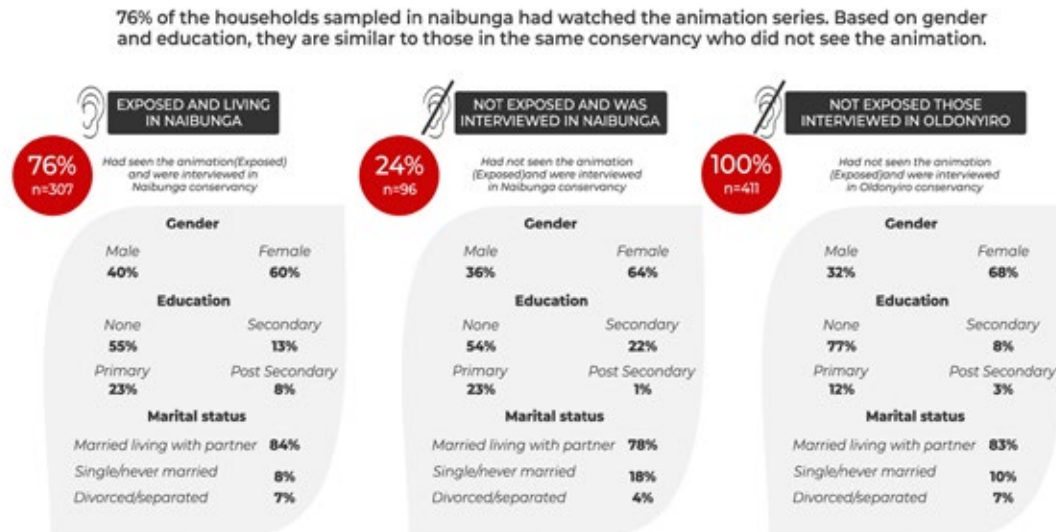 76% of the households sampled in naibunga had watched the animation series. Based on gender
and education, they are similar to those in the same conservancy who did not see the animation.
EXPOSED AND LIVING
IN NAIBUNGA
76%
n=307
Had seen the animation(Exposed)
and were interviewed in
Naibunga conservancy
Gender
Male Female
40% 60%
Education
None Secondary
55% 13%
Primary Post Secondary
23% 8%
Marital status
Married living with partner 84%
Single/never married 8%
Divorced/separated 7%
NOT EXPOSED AND WAS
INTERVIEWED IN NAIBUNGA
24%
n=96
Had not seen the animation
(Exposed)and were interviewed
in Naibunga conservancy
Gender
Male Female
36% 64%
Education
None Secondary
54% 22%
Primary Post Secondary
23% 1%
Marital status
Married living with partner 78%
Single/never married 18%
Divorced/separated 4%
NOT EXPOSED THOSE
INTERVIEWED IN OLDONYIRO
100%
n=411
Had not seen the animation
(Exposed)and were interviewed
in Oldonyiro conservancy
Gender
Male Female
32% 68%
Education
None Secondary
77% 8%
Primary Post Secondary
12% 3%
Marital status
Married living with partner 83%
Single/never married 10%
Divorced/separated 7%